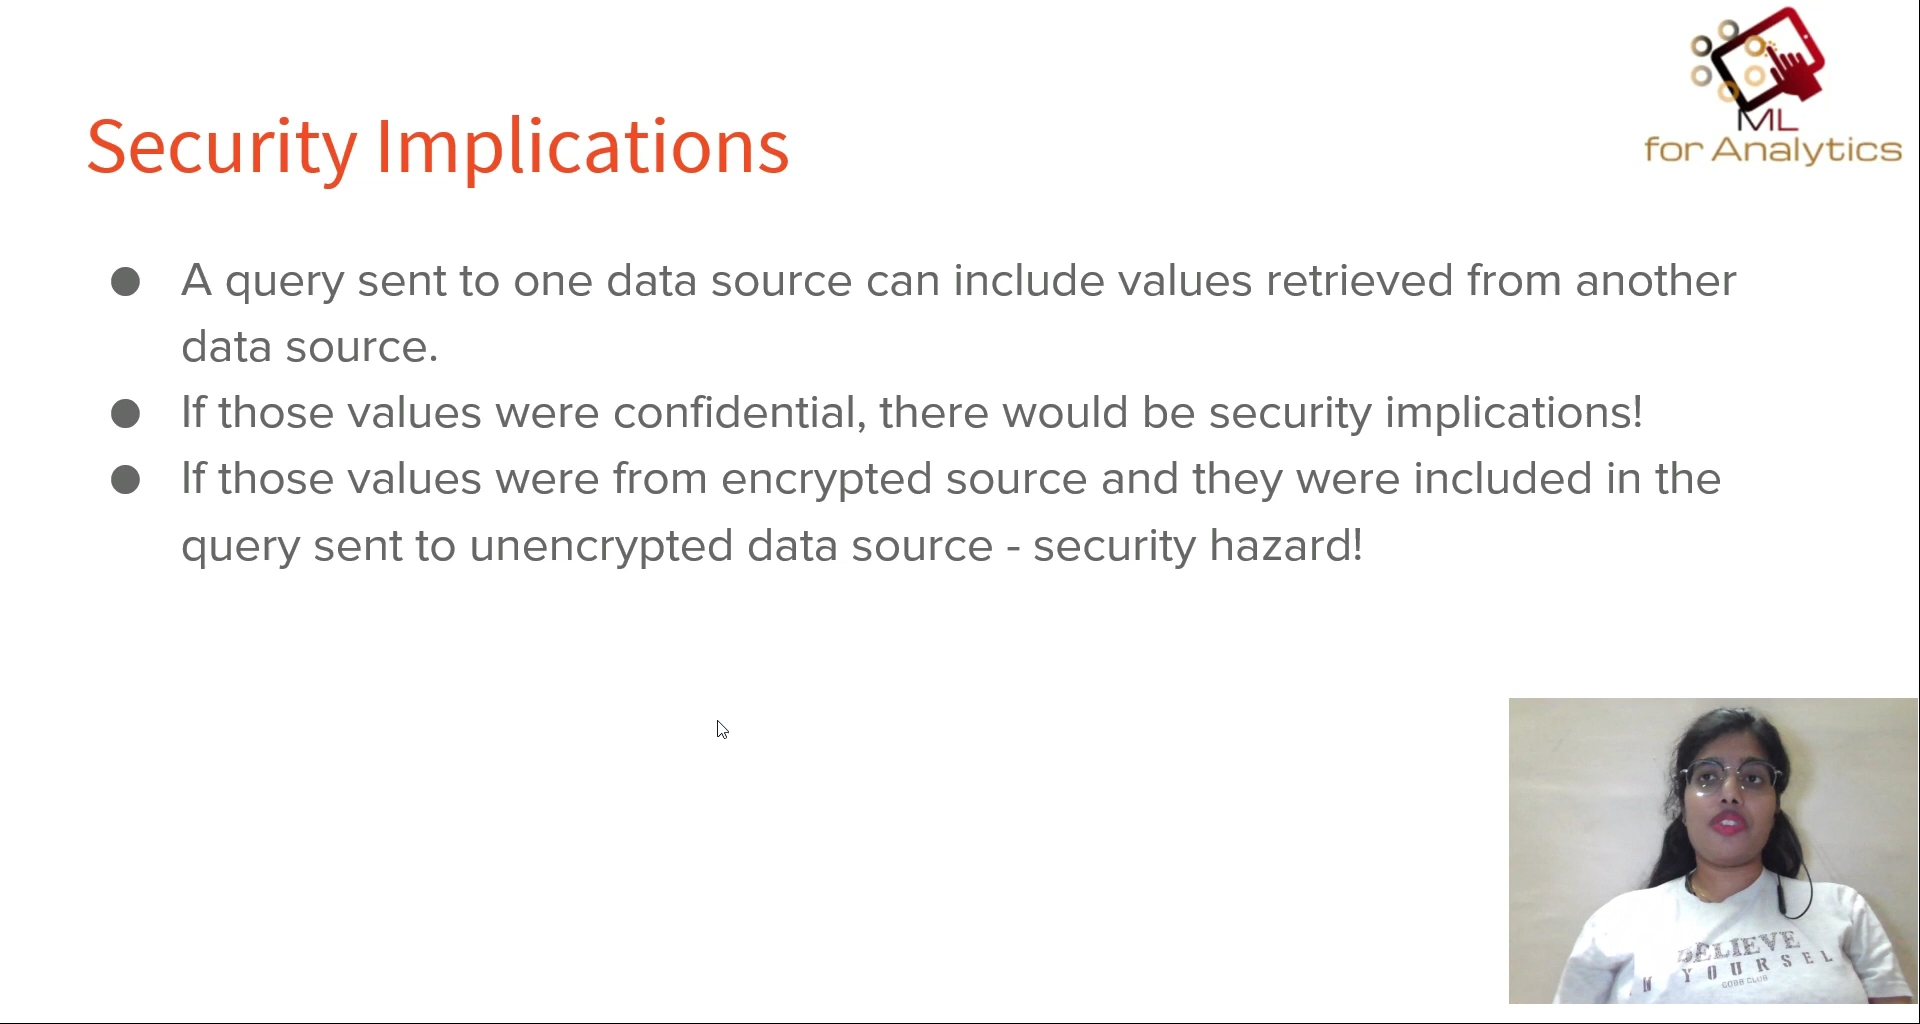 ML
for Analytics
Security Implications
● A query sent to one data source can include values retrieved from another
data source.
● If those values were confidential, there would be security implications!
● If those values were from encrypted source and they were included in the
query sent to unencrypted data source - security hazard!
BELIEVE
N YOURSEL
GOBB CLUB